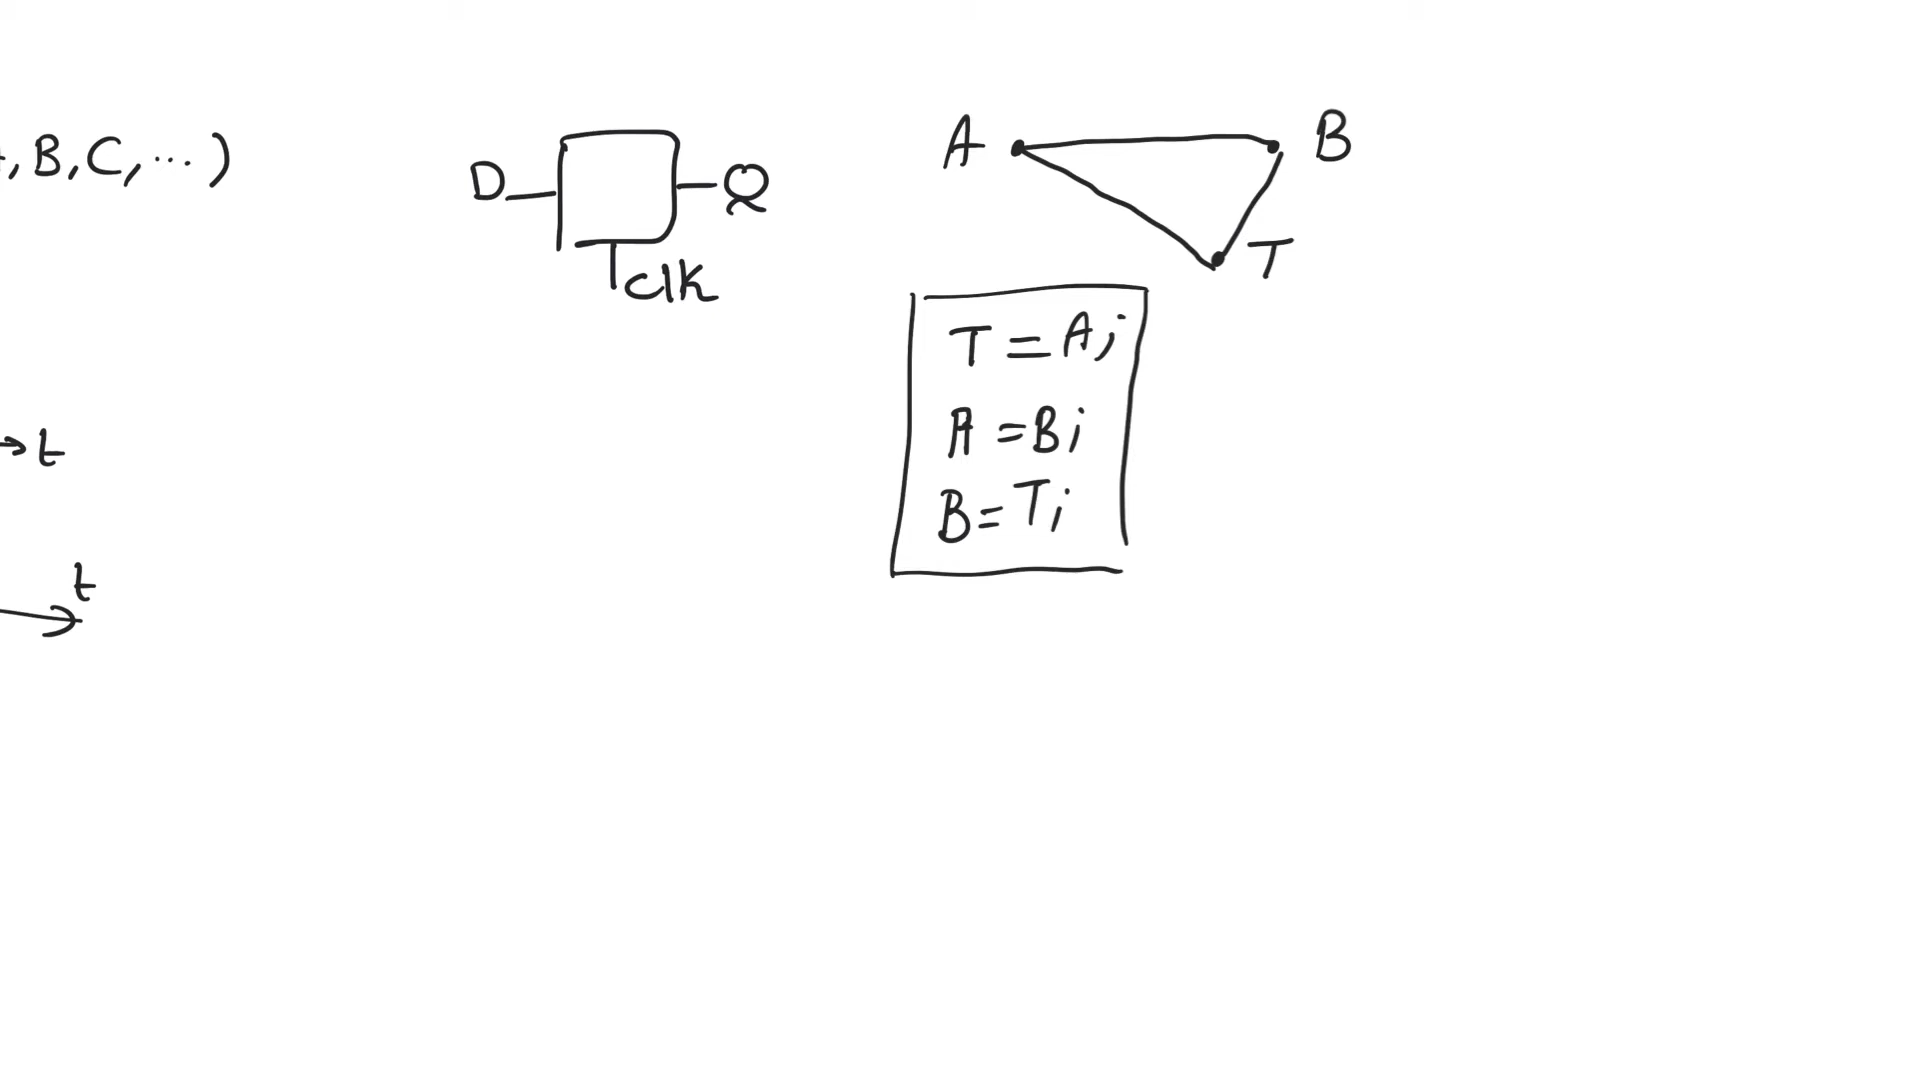 , B, C, ... )
D Q
clk
A B
T
T = A;
A = B;
B = T;
t
t